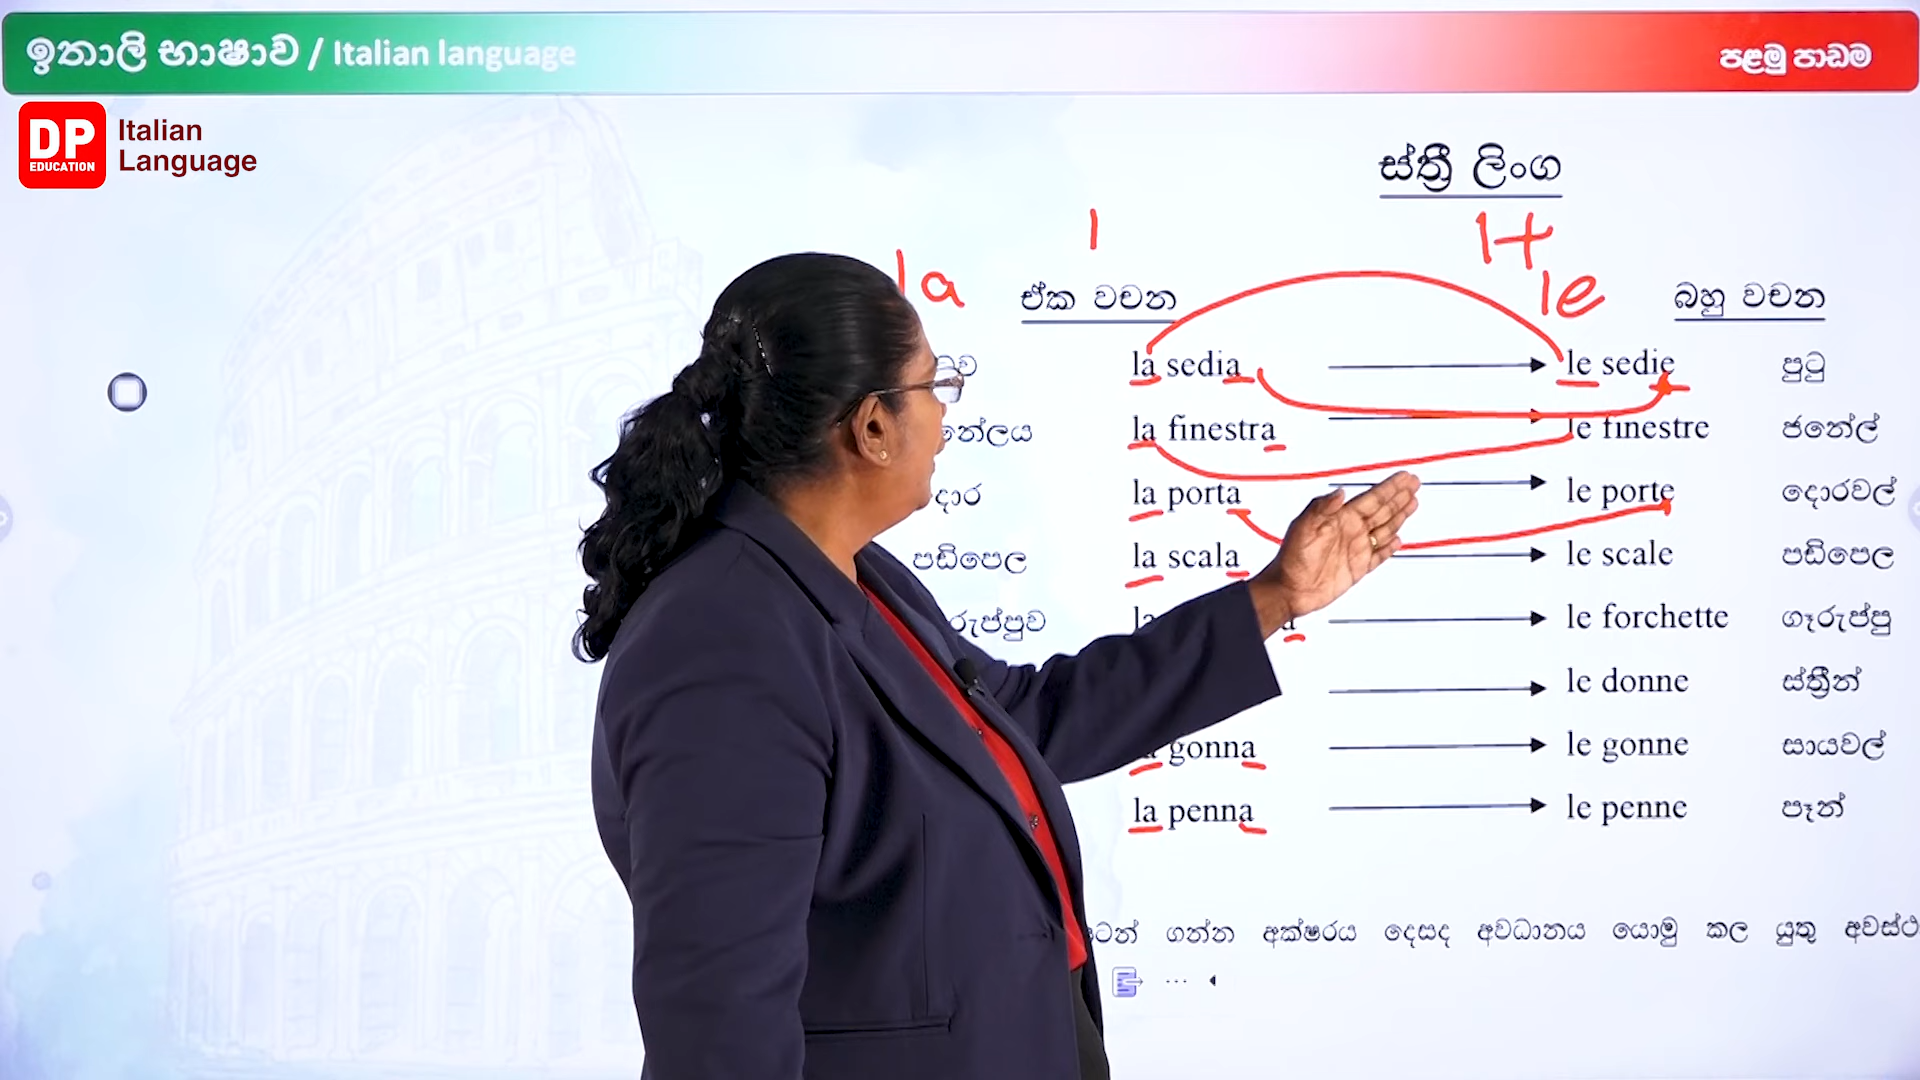 ඉතාලි භාෂාව / Italian language
පළමු පාඩම
DP EDUCATION
Italian Language
ස්ත්‍රී ලිංග
1
1+
la
ඒක වචන
le
බහු වචන
la sedia le sedie පුටු
la finestra le finestre ජනේල්
la porta le porte දොරවල්
පඩිපෙල la scala le scale පඩිපෙල
la le forchette ගෑරුප්පු
le donne ස්ත්‍රීන්
gonna le gonne සායවල්
la penna le penne පෑන්
ගන්න අක්ෂරය දෙසද අවධානය යොමු කල යුතු